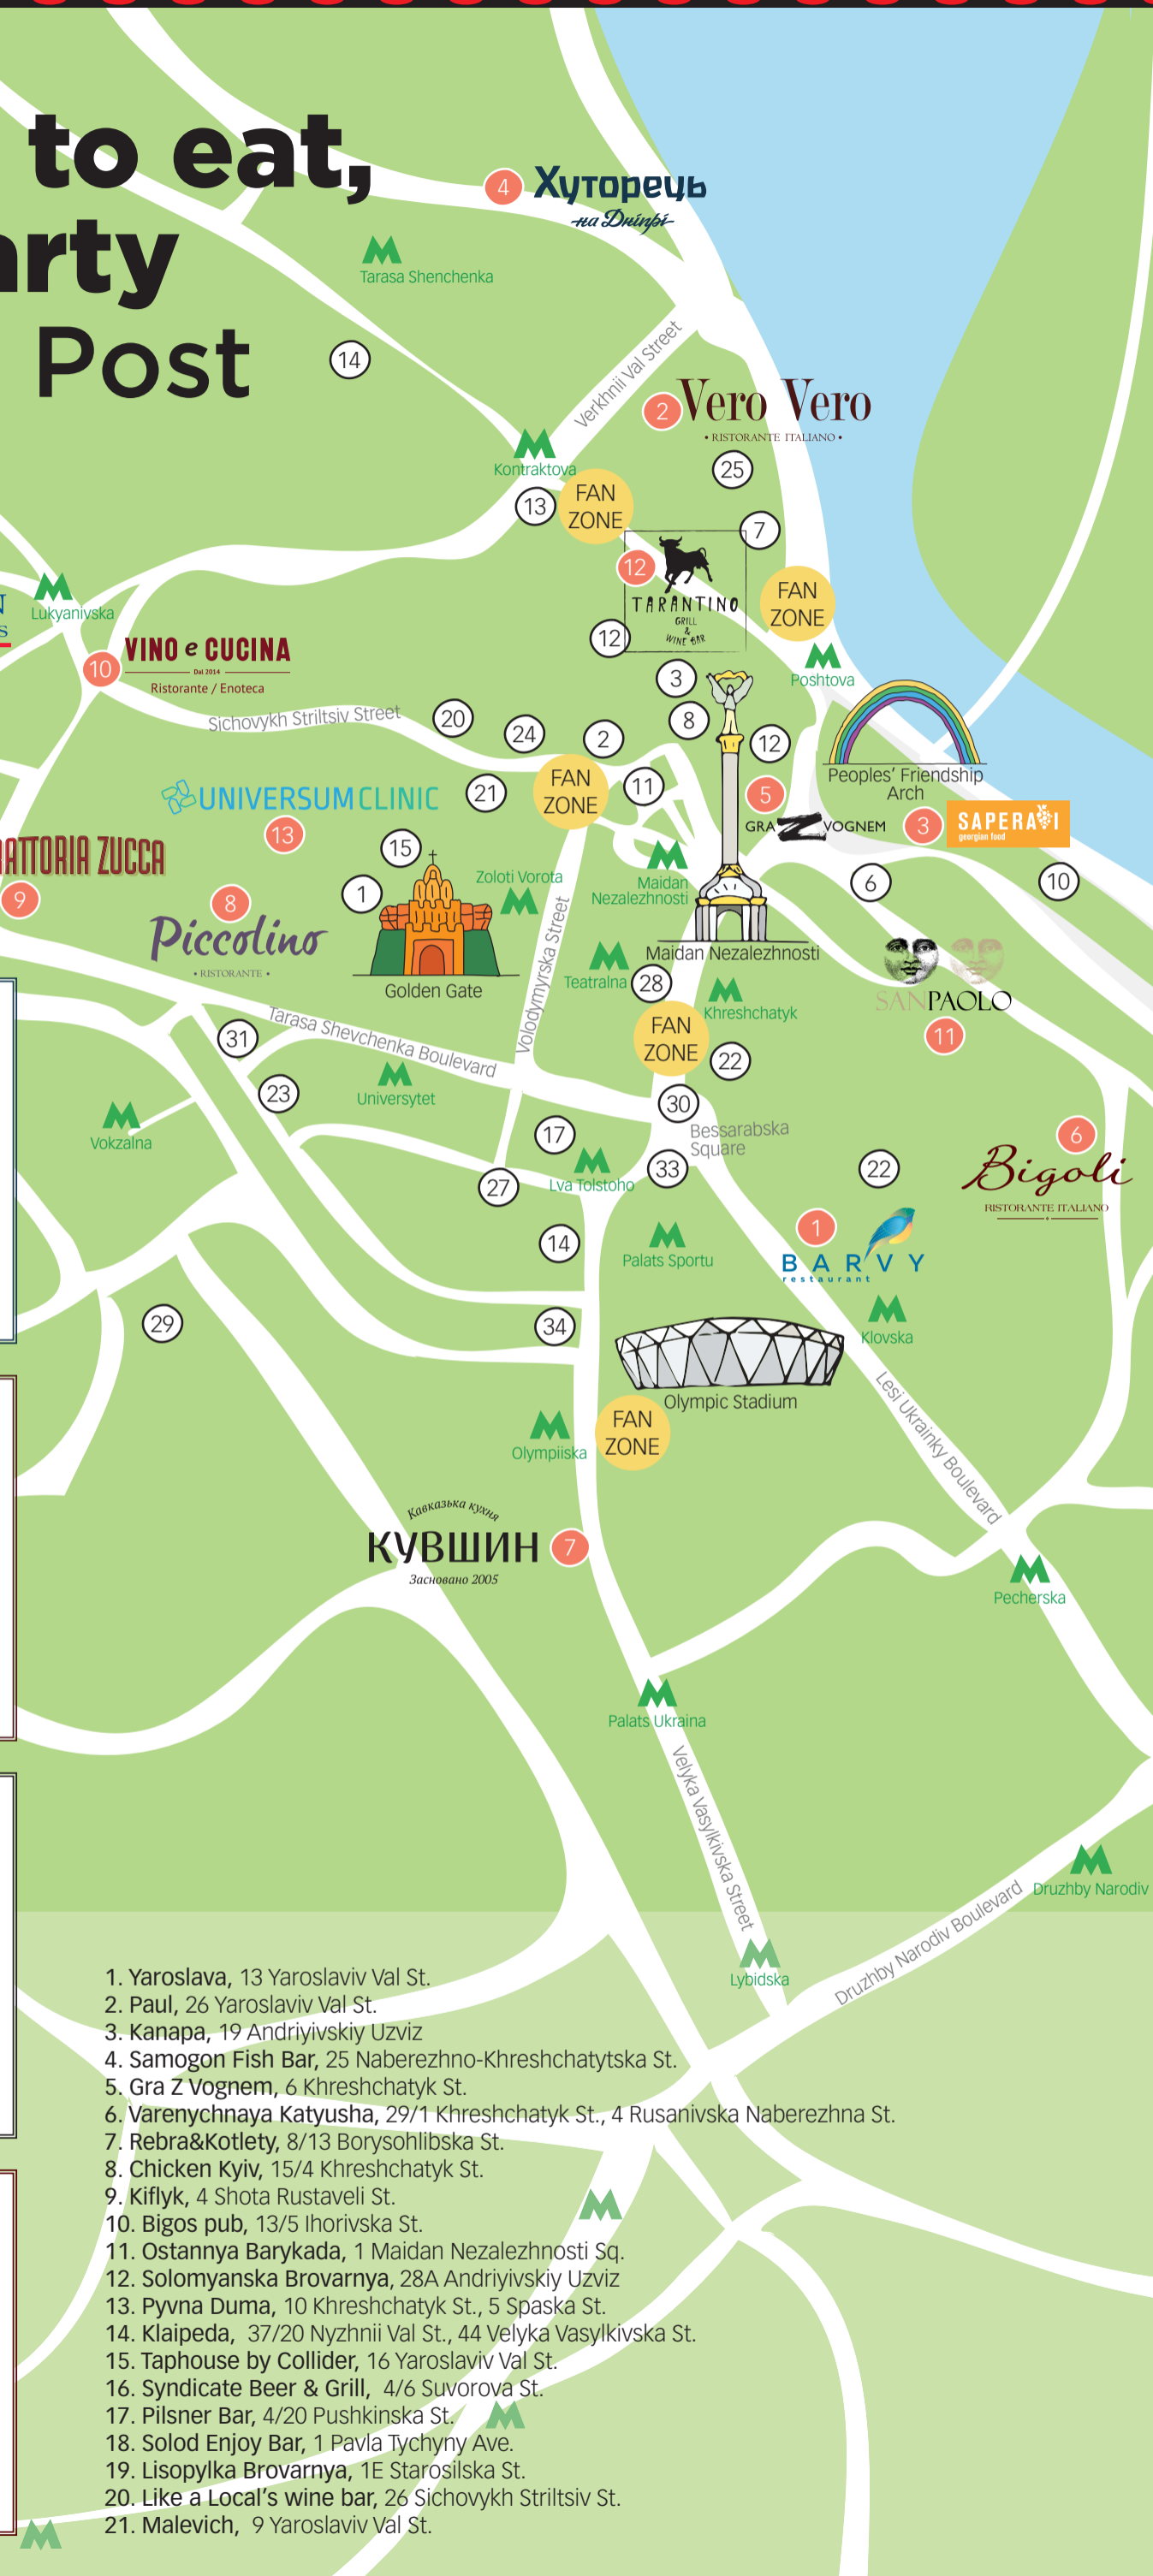 to eat,
arty
Post
4 Хуторець
на Дніпрі
Tarasa Shenchenka
14
Verkhnii Val Street
2 Vero Vero
• RISTORANTE ITALIANO •
25
Kontraktova
13
FAN
ZONE
7
12
TARANTINO
GRILL
&
WINE BAR
FAN
ZONE
12
Poshtova
N
S
Lukyanivska
10
VINO e CUCINA
Dal 2014
Ristorante / Enoteca
Sichovykh Striltsiv Street
20
24
2
3
8
12
Peoples' Friendship
Arch
UNIVERSUM CLINIC
13
21
FAN
ZONE
11
5
GRA Z VOGNEM
3
SAPERAVI
georgian food
ATTORIA ZUCCA
9
15
1
8
Piccolino
• RISTORANTE •
Golden Gate
Zoloti Vorota
Volodymyrska Street
Maidan
Nezalezhnosti
6
10
Maidan Nezalezhnosti
Teatralna
28
Khreshchatyk
SANPAOLO
11
FAN
ZONE
22
31
Tarasa Shevchenka Boulevard
23
Universytet
Vokzalna
30
Bessarabska
Square
17
Lva Tolstoho
33
27
22
6
Bigoli
RISTORANTE ITALIANO
14
Palats Sportu
1
BARVY
restaurant
29
34
Klovska
Olympic Stadium
Lesi Ukrainky Boulevard
FAN
ZONE
Olympiiska
Кавказька кухня
КУВШИН 7
Засновано 2005
Pecherska
Palats Ukraina
Velyka Vasylkivska Street
Druzhby Narodiv
Druzhby Narodiv Boulevard
Lybidska
1. Yaroslava, 13 Yaroslaviv Val St.
2. Paul, 26 Yaroslaviv Val St.
3. Kanapa, 19 Andriyivskiy Uzviz
4. Samogon Fish Bar, 25 Naberezhno-Khreshchatytska St.
5. Gra Z Vognem, 6 Khreshchatyk St.
6. Varenychnaya Katyusha, 29/1 Khreshchatyk St., 4 Rusanivska Naberezhna St.
7. Rebra&Kotlety, 8/13 Borysohlibska St.
8. Chicken Kyiv, 15/4 Khreshchatyk St.
9. Kiflyk, 4 Shota Rustaveli St.
10. Bigos pub, 13/5 Ihorivska St.
11. Ostannya Barykada, 1 Maidan Nezalezhnosti Sq.
12. Solomyanska Brovarnya, 28A Andriyivskiy Uzviz
13. Pyvna Duma, 10 Khreshchatyk St., 5 Spaska St.
14. Klaipeda, 37/20 Nyzhnii Val St., 44 Velyka Vasylkivska St.
15. Taphouse by Collider, 16 Yaroslaviv Val St.
16. Syndicate Beer & Grill, 4/6 Suvorova St.
17. Pilsner Bar, 4/20 Pushkinska St.
18. Solod Enjoy Bar, 1 Pavla Tychyny Ave.
19. Lisopylka Brovarnya, 1E Starosilska St.
20. Like a Local's wine bar, 26 Sichovykh Striltsiv St.
21. Malevich, 9 Yaroslaviv Val St.